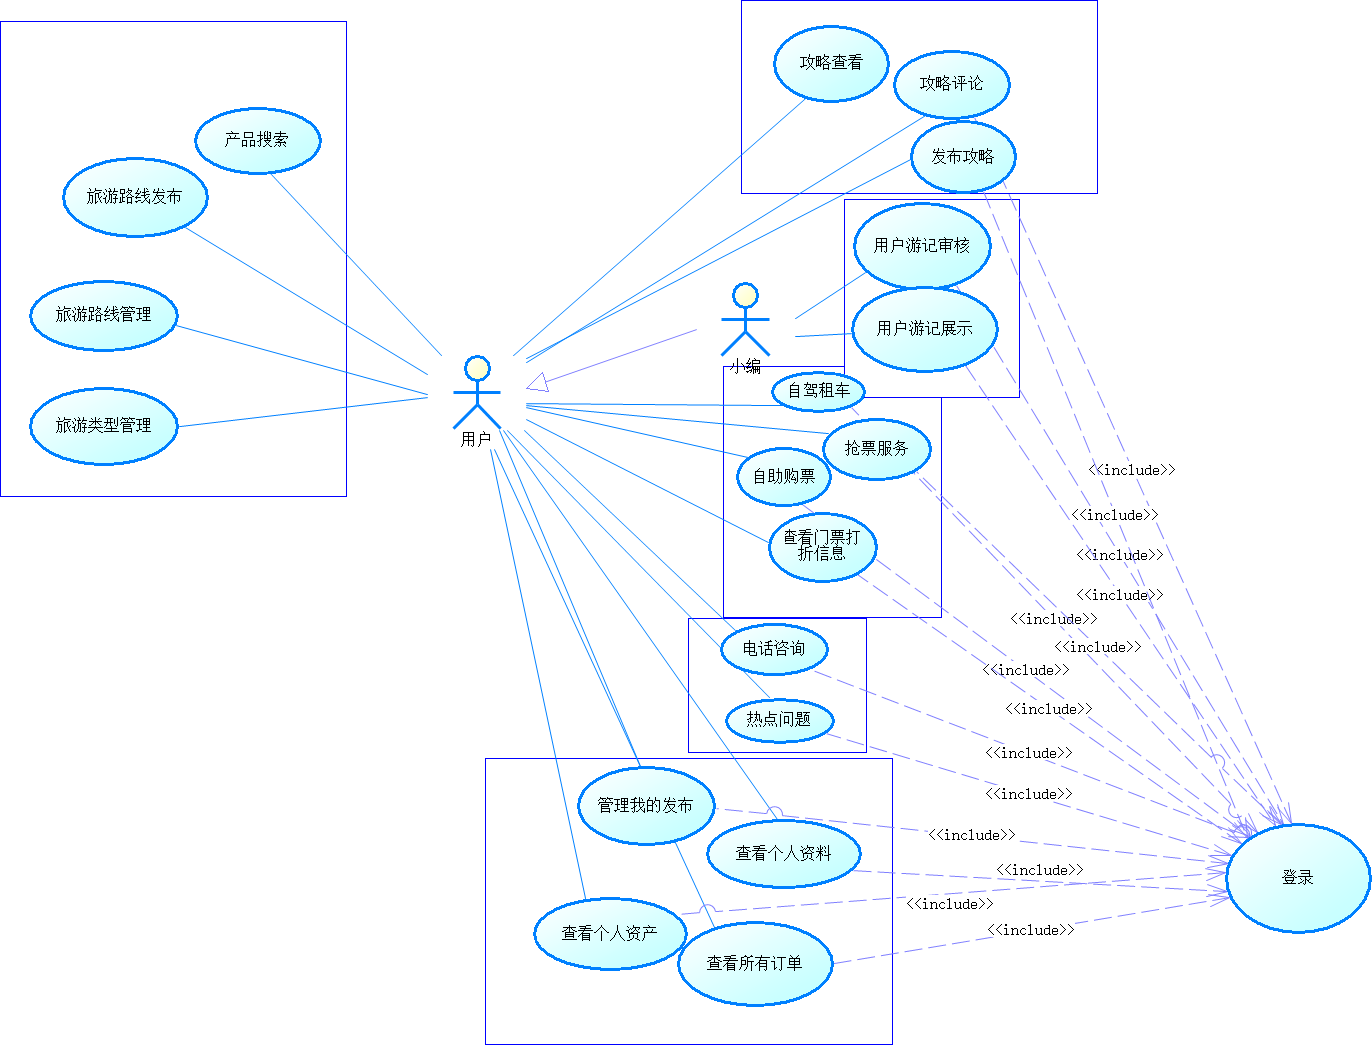 攻略查看
攻略评论
产品搜索
发布攻略
旅游路线发布
用户游记审核
旅游路线管理
用户游记展示
小编
自驾租车
旅游类型管理
用户
抢票服务
<<include>>
自助购票
<<include>>
查看门票打
折信息
<<include>>
<<include>>
<<include>>
电话咨询
<<include>>
<<include>>
<<include>>
热点问题
<<include>>
<<include>>
管理我的发布
<<include>>
查看个人资料
<<include>>
登录
<<include>>
查看个人资产
<<include>>
查看所有订单